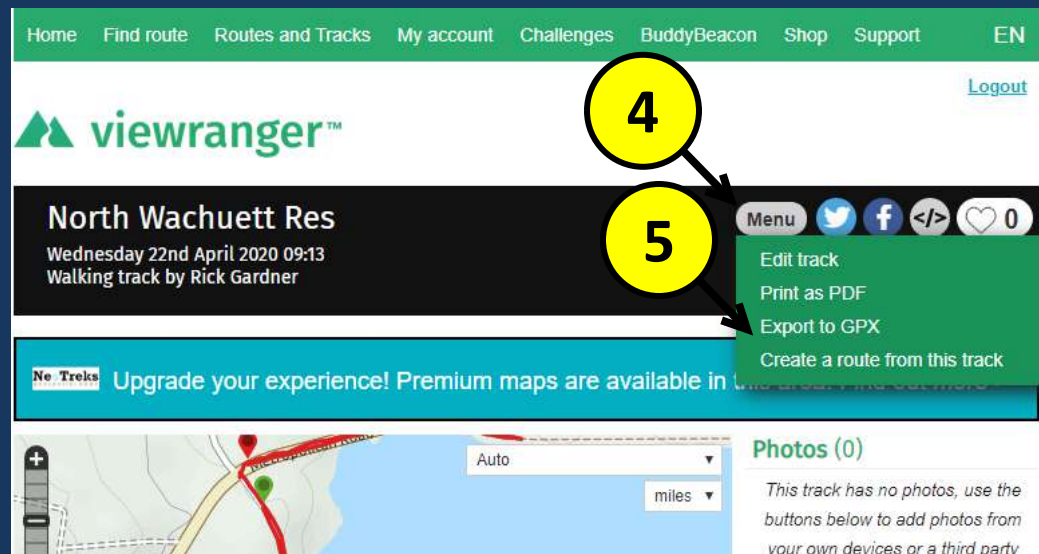 Home Find route Routes and Tracks My account Challenges BuddyBeacon Shop Support EN
Logout
viewranger™
4
North Wachuett Res
Menu </> 0
Wednesday 22nd April 2020 09:13
Walking track by Rick Gardner
5
Edit track
Print as PDF
Export to GPX
Create a route from this track
Treks Upgrade your experience! Premium maps are available in
Metropolitan Road
Auto
miles
Photos (0)
This track has no photos, use the
buttons below to add photos from
your own devices or a third party